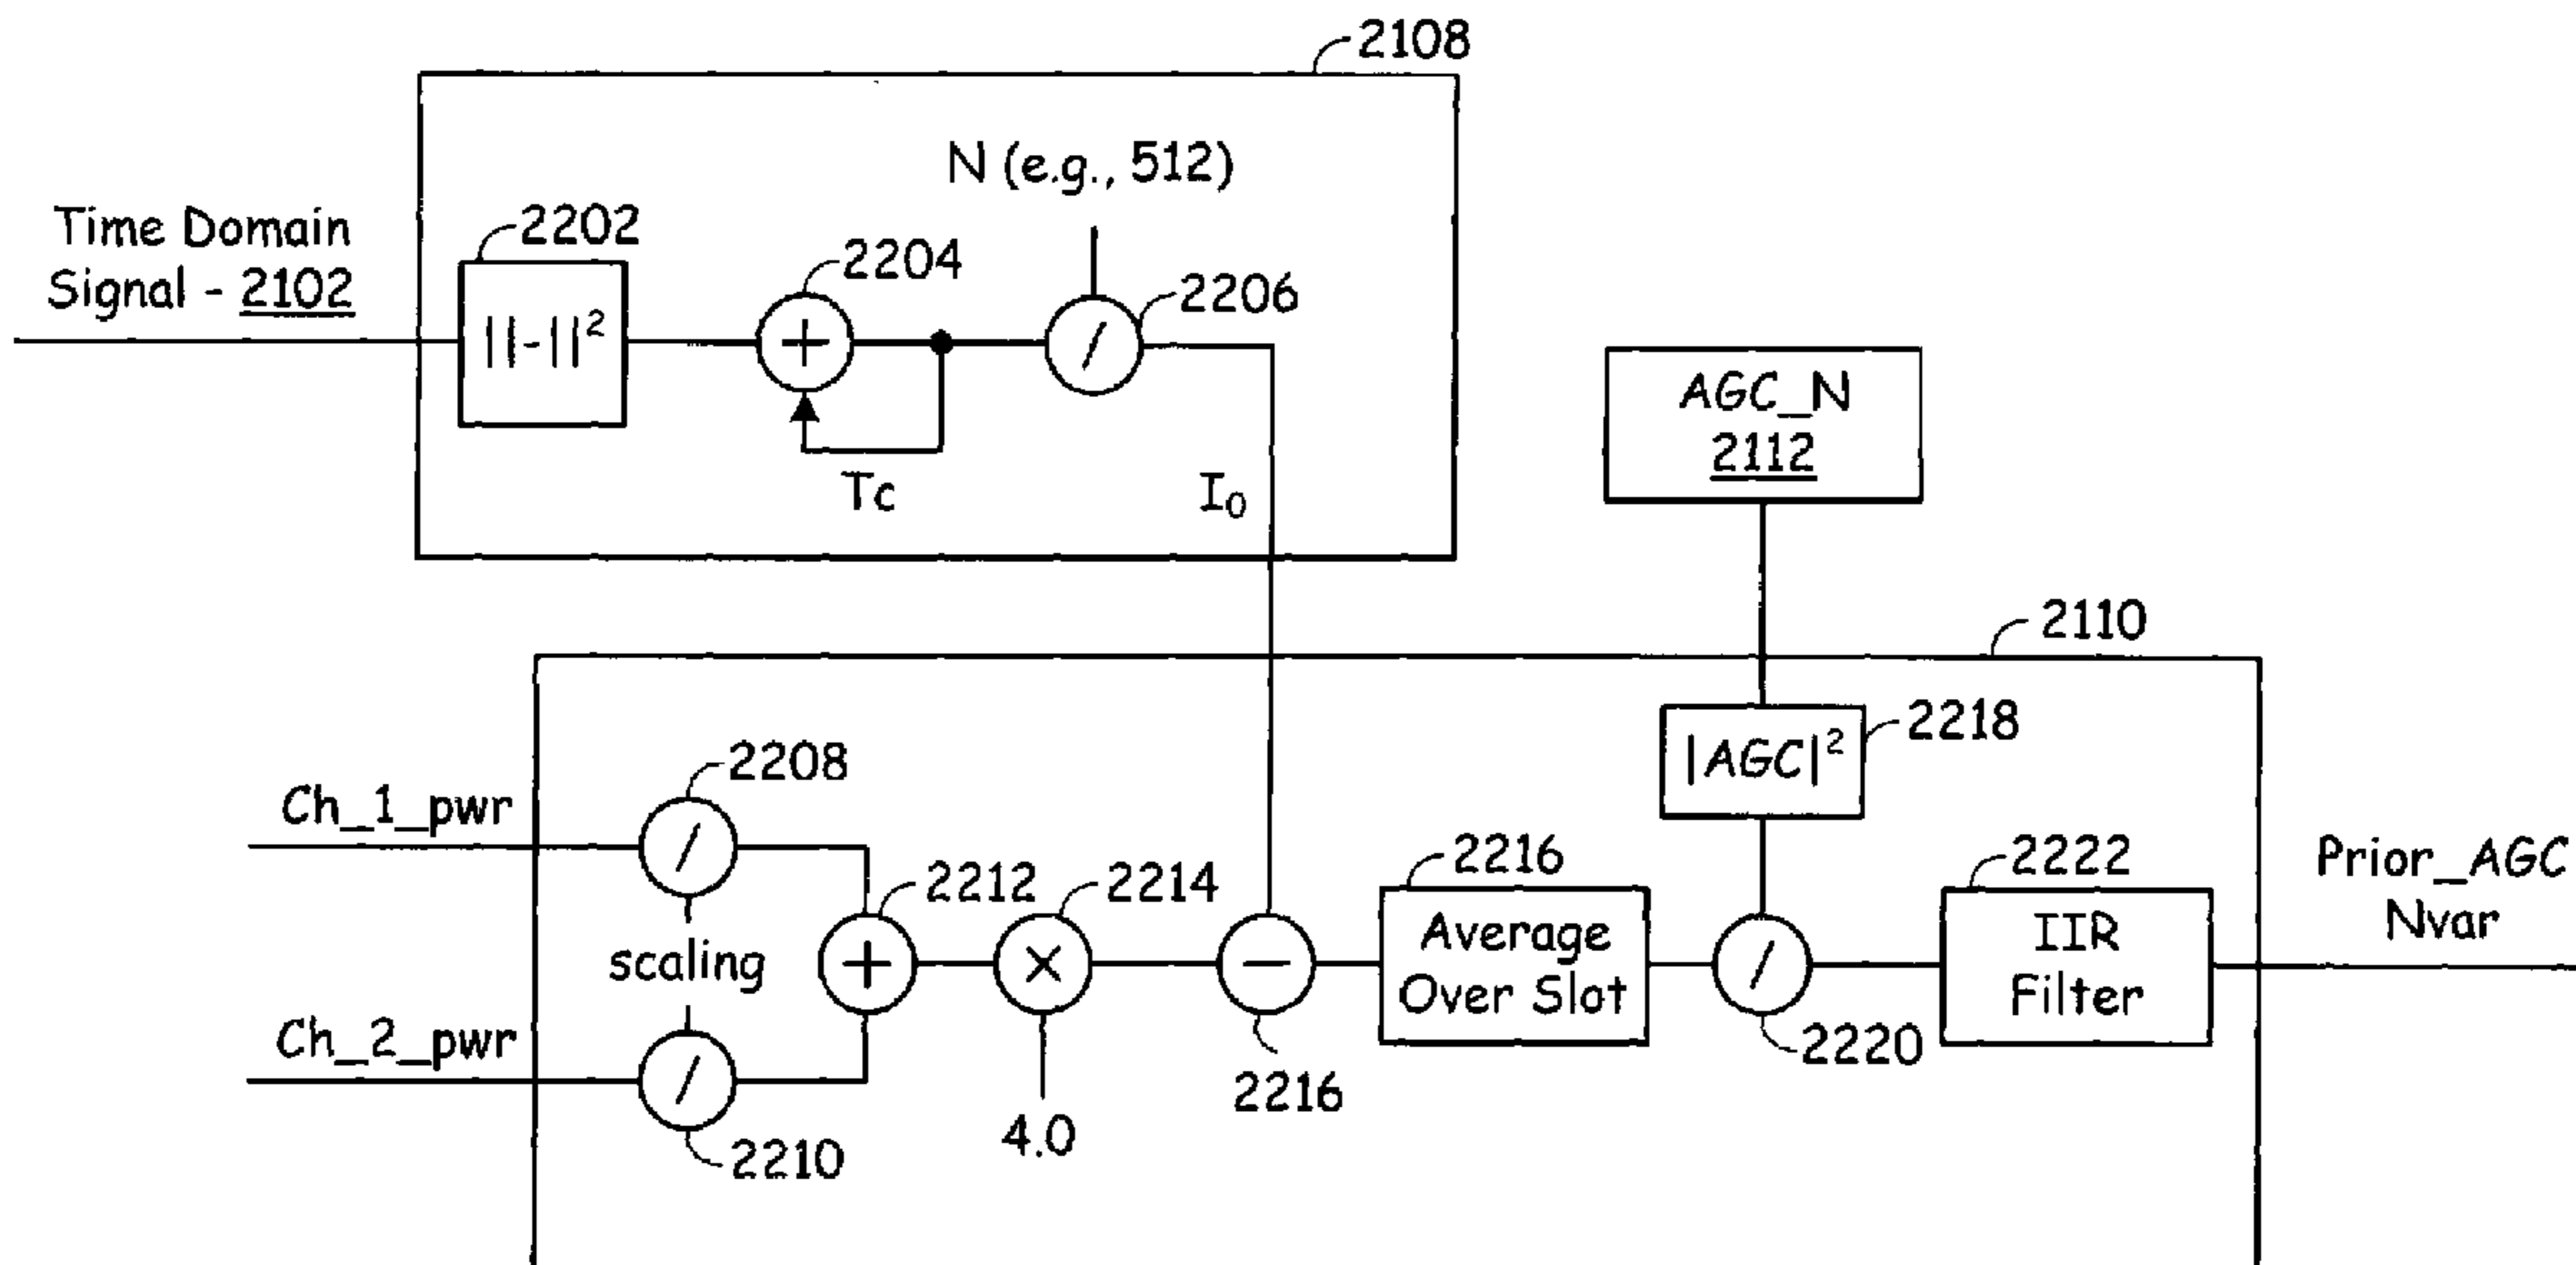 2108
N (e.g., 512)
Time Domain
Signal - 2102
2202
2204
2206
||-||²
+
/
Tc
I₀
AGC_N
2112
2110
|AGC|²
2218
Ch_1_pwr
2208
/
scaling
Ch_2_pwr
/
2210
2212
+
2214
×
4.0
−
2216
2216
Average
Over Slot
/
2220
2222
IIR
Filter
Prior_AGC
Nvar